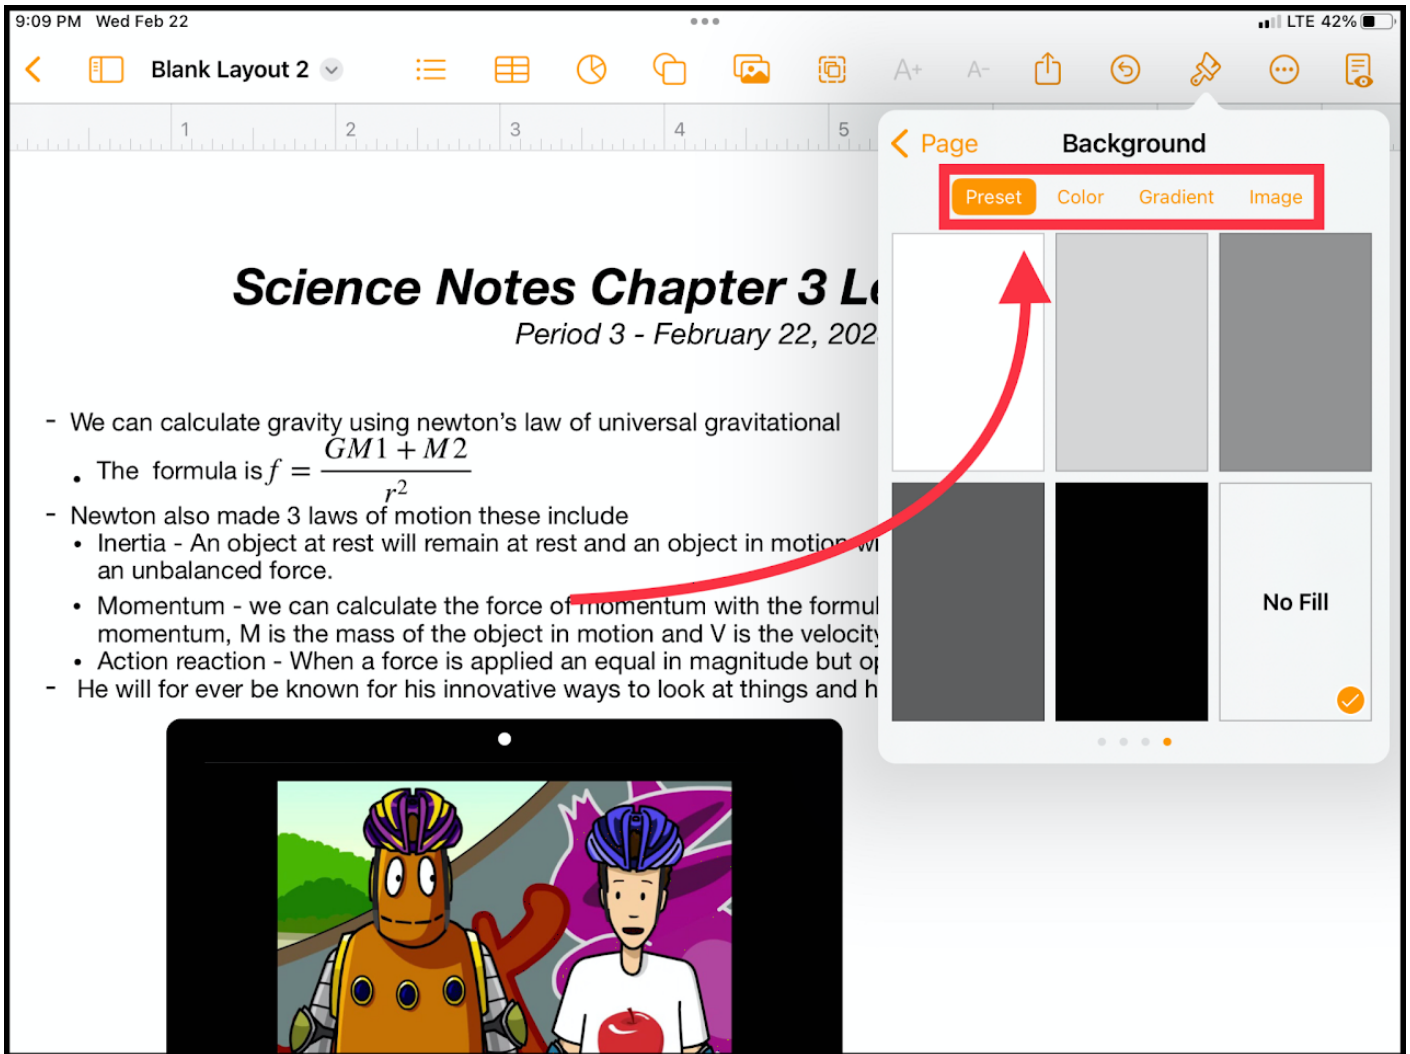 9:09 PM Wed Feb 22
LTE 42%
Blank Layout 2
A+ A-
1 2 3 4 5
Page Background
Preset Color Gradient Image
No Fill
Science Notes Chapter 3 Le
Period 3 - February 22, 202
- We can calculate gravity using newton's law of universal gravitational
• The formula is f = \frac{GM1 + M2}{r^2}
- Newton also made 3 laws of motion these include
• Inertia - An object at rest will remain at rest and an object in motion wi
an unbalanced force.
• Momentum - we can calculate the force of momentum with the formul
momentum, M is the mass of the object in motion and V is the velocity
• Action reaction - When a force is applied an equal in magnitude but op
- He will for ever be known for his innovative ways to look at things and h